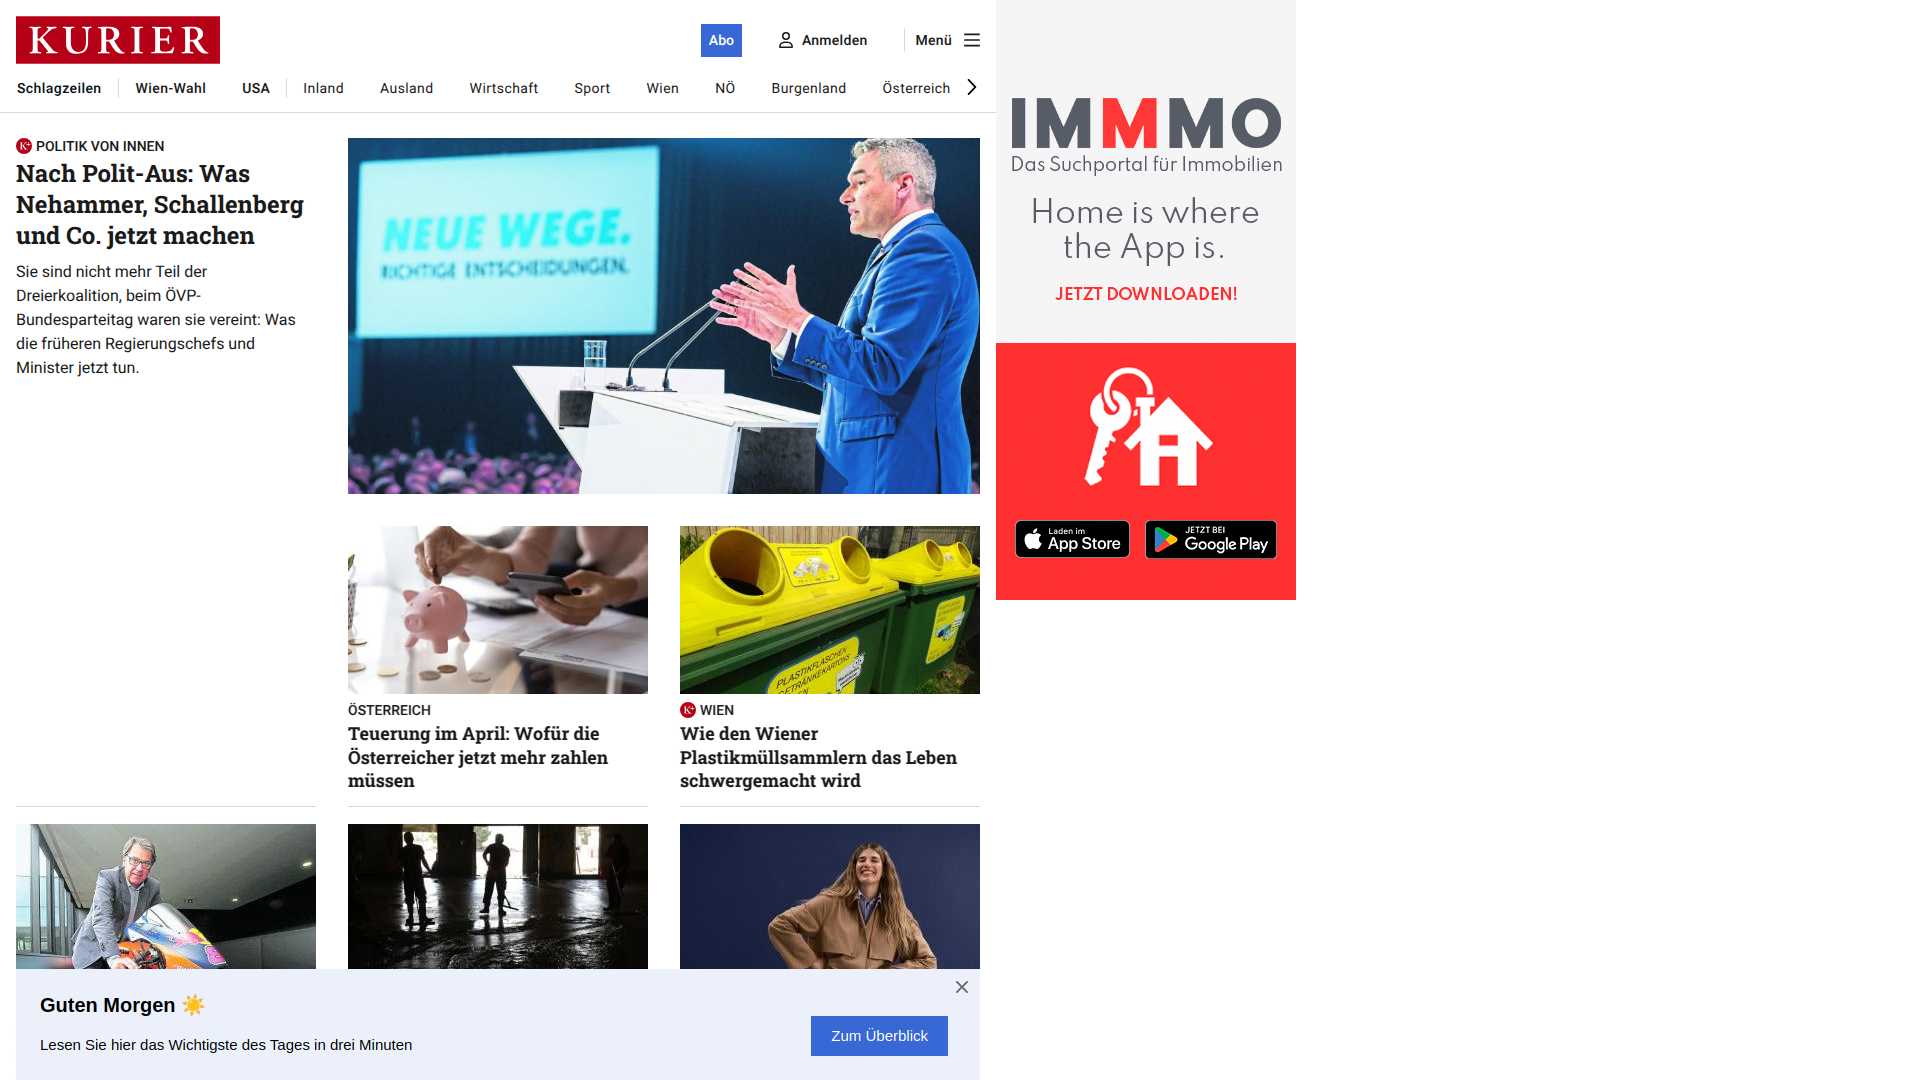 KURIER
Abo
Anmelden
Menü
Schlagzeilen
Wien-Wahl
USA
Inland
Ausland
Wirtschaft
Sport
Wien
NÖ
Burgenland
Österreich
POLITIK VON INNEN
Nach Polit-Aus: Was
Nehammer, Schallenberg
und Co. jetzt machen
Sie sind nicht mehr Teil der
Dreierkoalition, beim ÖVP-
Bundesparteitag waren sie vereint: Was
die früheren Regierungschefs und
Minister jetzt tun.
NEUE WEGE.
RICHTIGE ENTSCHEIDUNGEN.
ÖSTERREICH
Teuerung im April: Wofür die
Österreicher jetzt mehr zahlen
müssen
PLASTIKFLASCHEN
GETRÄNKEKARTONS
WIEN
Wie den Wiener
Plastikmüllsammlern das Leben
schwergemacht wird
Guten Morgen ☀️
Lesen Sie hier das Wichtigste des Tages in drei Minuten
Zum Überblick
IMMMO
Das Suchportal für Immobilien
Home is where
the App is.
JETZT DOWNLOADEN!
Laden im
App Store
JETZT BEI
Google Play